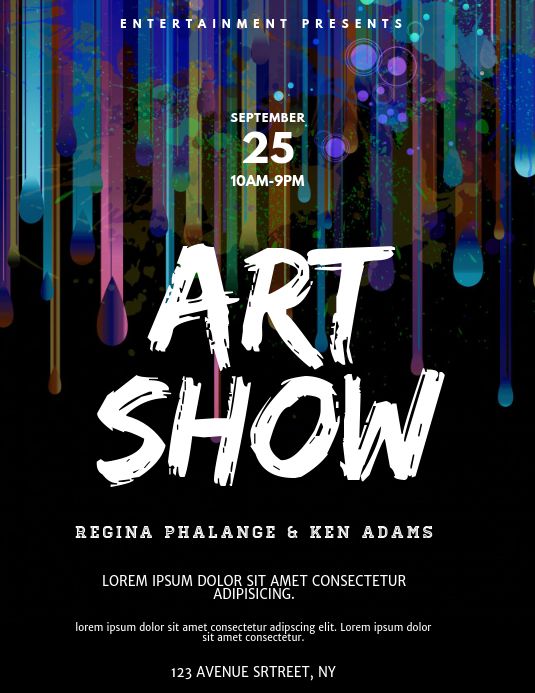 ENTERTAINMENT PRESENTS
SEPTEMBER
25
10AM-9PM
ART
SHOW
REGINA PHALANGE & KEN ADAMS
LOREM IPSUM DOLOR SIT AMET CONSECTETUR
ADIPISICING.
lorem ipsum dolor sit amet consectetur adipscing elit. Lorem ipsum dolor
sit amet consectetur.
123 AVENUE SRTREET, NY